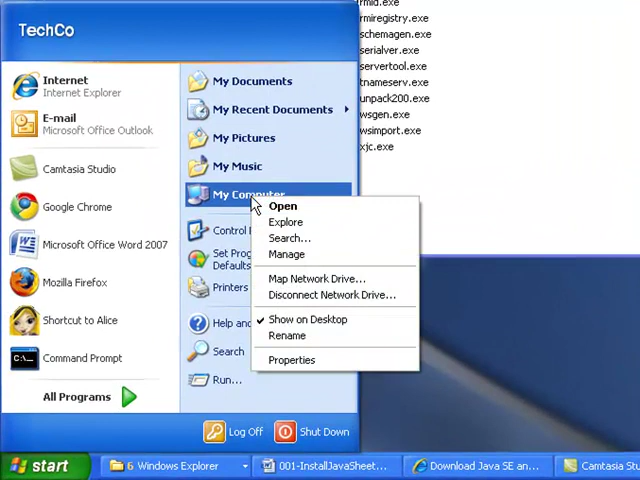 TechCo
Internet
Internet Explorer
E-mail
Microsoft Office Outlook
Camtasia Studio
Google Chrome
Microsoft Office Word 2007
Mozilla Firefox
Shortcut to Alice
Command Prompt
All Programs
My Documents
My Recent Documents
My Pictures
My Music
My Computer
Control
Set Prog
Defaults
Printers
Help and
Search
Run...
Open
Explore
Search...
Manage
Map Network Drive...
Disconnect Network Drive...
Show on Desktop
Rename
Properties
Log Off
Shut Down
rmid.exe
rmiregistry.exe
schemagen.exe
serialver.exe
servertool.exe
tnameserv.exe
unpack200.exe
wsgen.exe
wsimport.exe
xjc.exe
start
6 Windows Explorer
001-InstallJavaSheet...
Download Java SE an...
Camtasia Stu